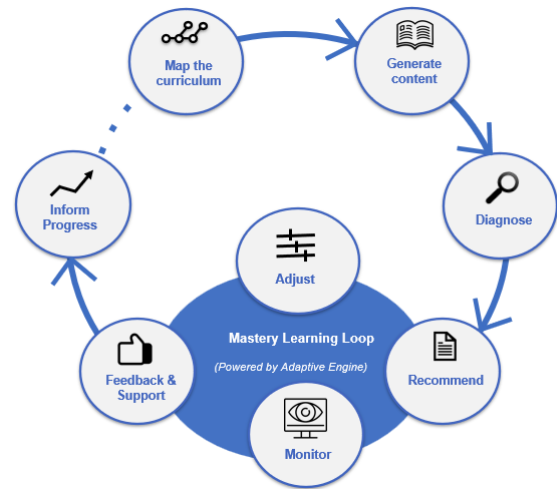 Map the
curriculum
Generate
content
Inform
Progress
Diagnose
Adjust
Mastery Learning Loop
(Powered by Adaptive Engine)
Feedback &
Support
Recommend
Monitor